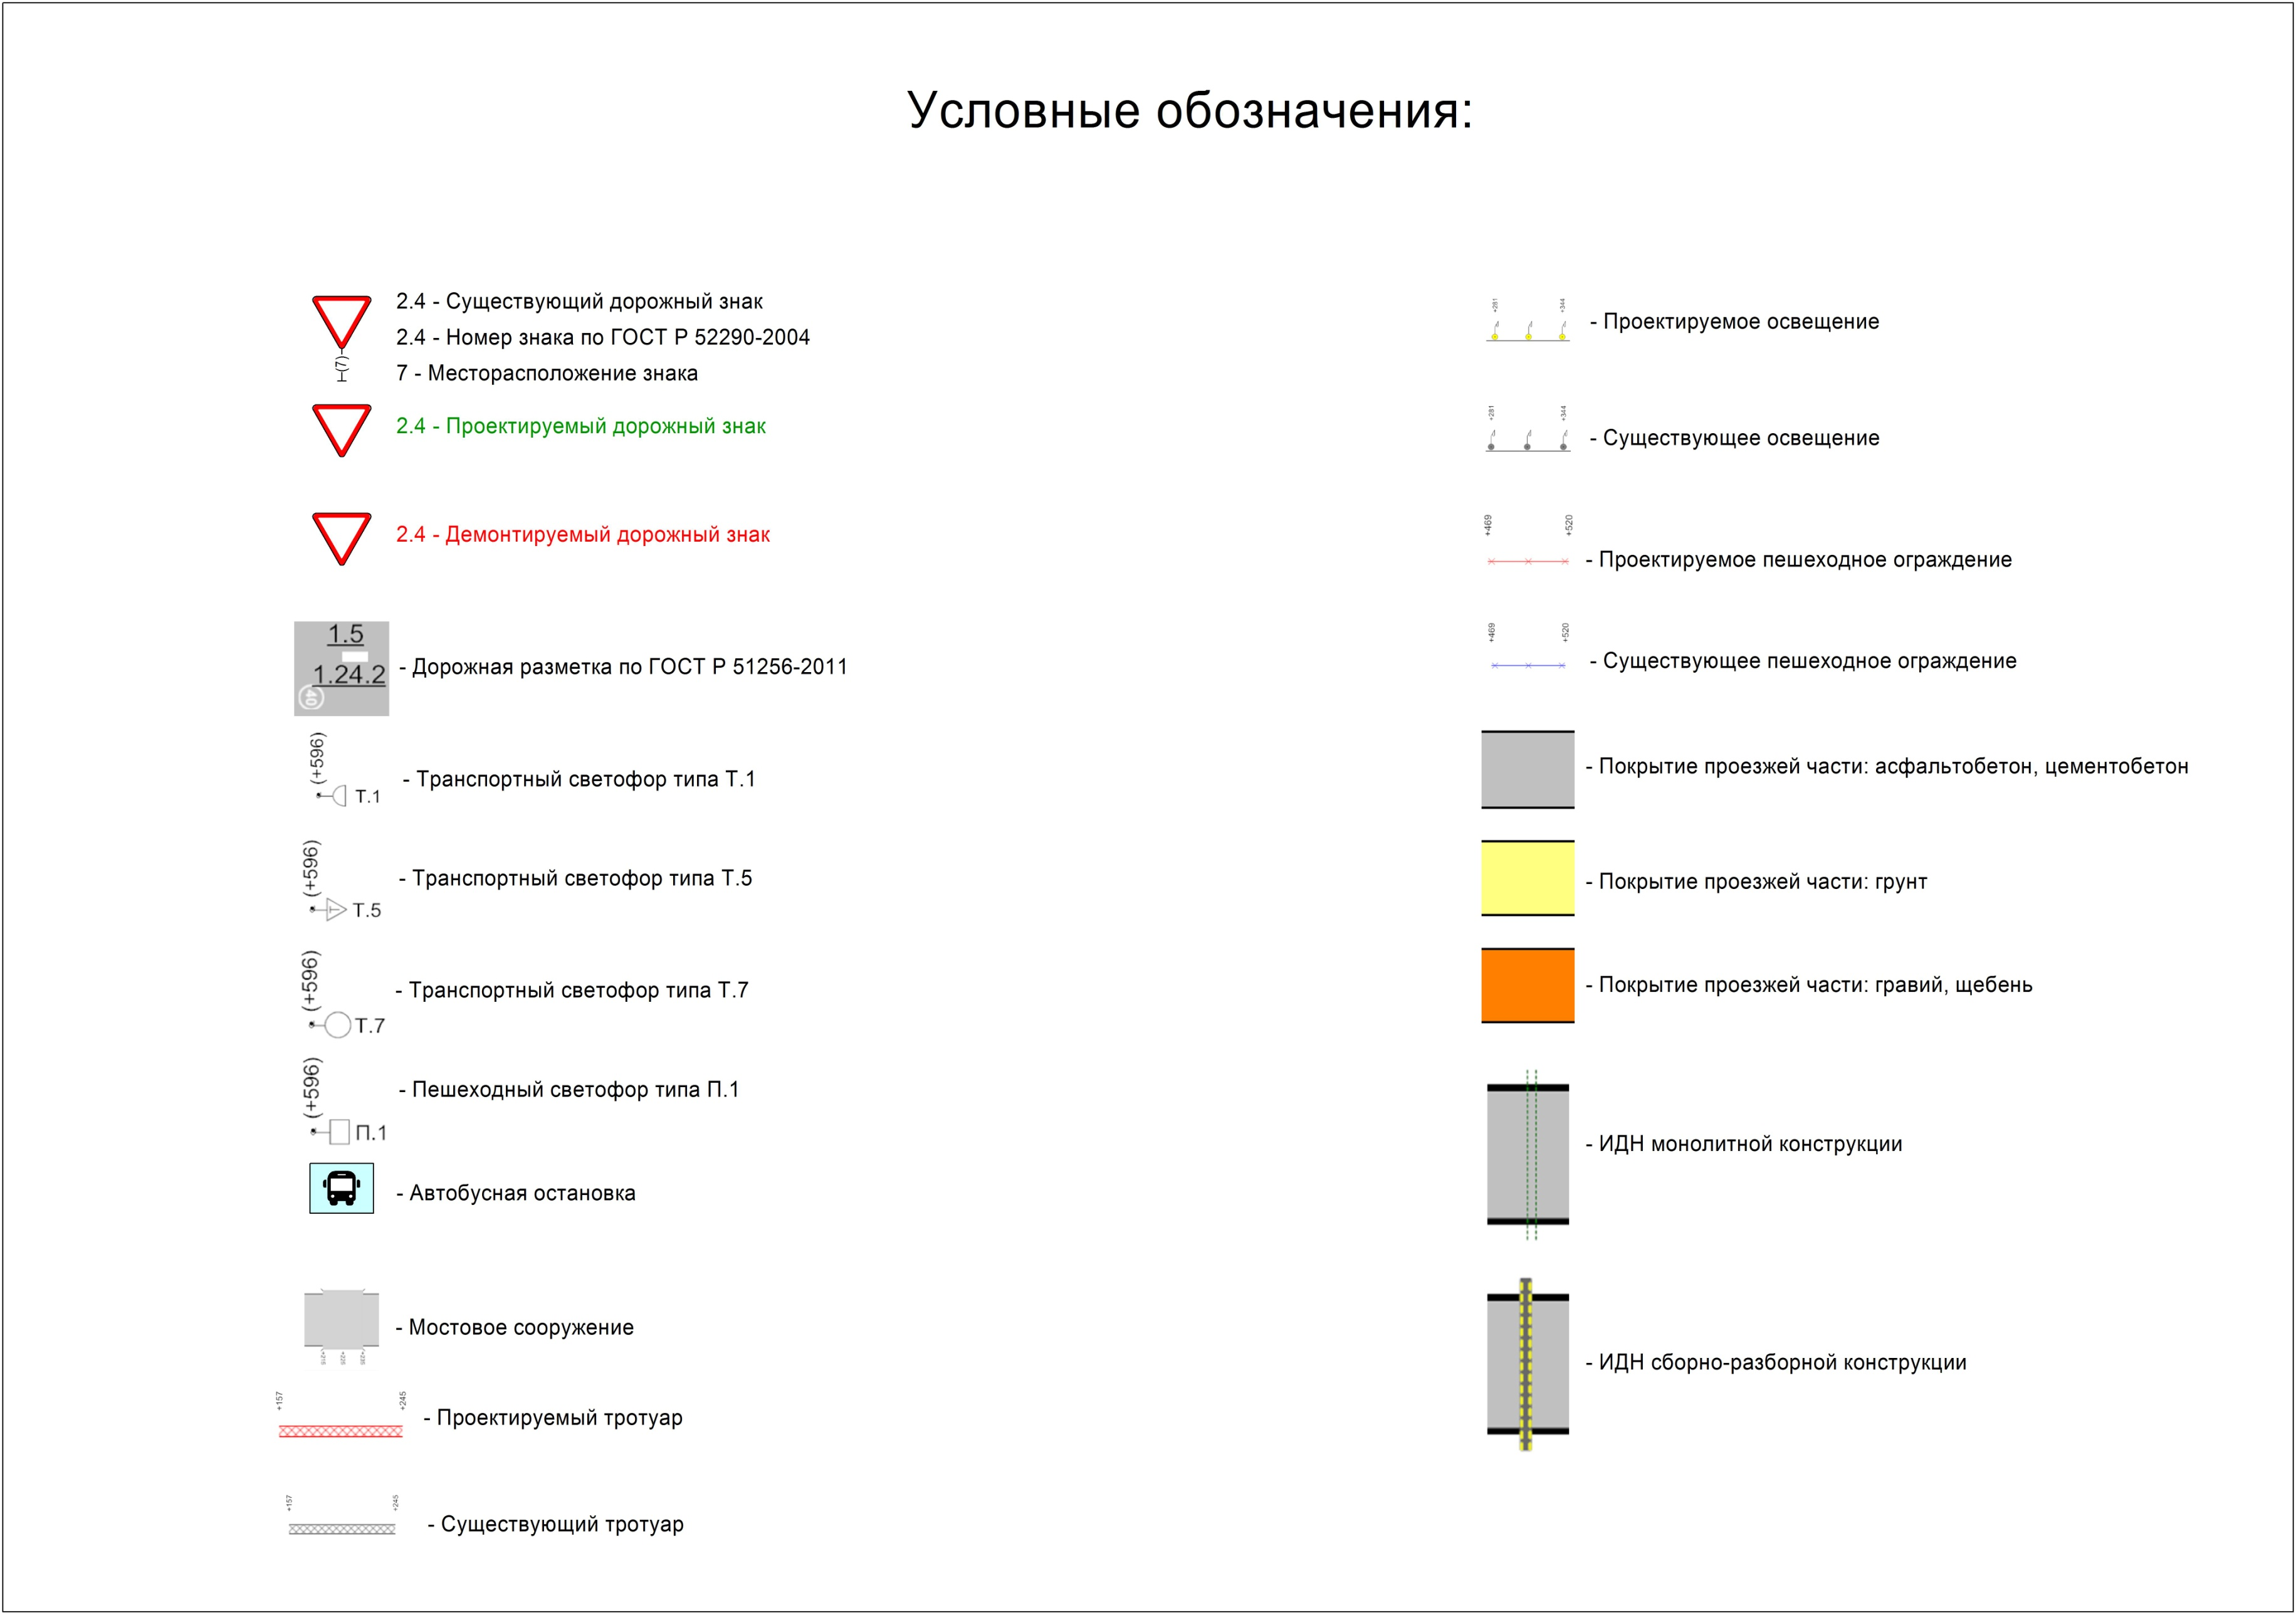 Условные обозначения:
2.4 - Существующий дорожный знак
2.4 - Номер знака по ГОСТ Р 52290-2004
(7)
7 - Месторасположение знака
2.4 - Проектируемый дорожный знак
2.4 - Демонтируемый дорожный знак
1.5
1.24.2
40
- Дорожная разметка по ГОСТ Р 51256-2011
(+596)
Т.1
- Транспортный светофор типа Т.1
(+596)
Т.5
- Транспортный светофор типа Т.5
(+596)
Т.7
- Транспортный светофор типа Т.7
(+596)
П.1
- Пешеходный светофор типа П.1
- Автобусная остановка
- Мостовое сооружение
+157 +245
- Проектируемый тротуар
+157 +245
- Существующий тротуар
+281 +344
- Проектируемое освещение
+281 +344
- Существующее освещение
+469 +520
- Проектируемое пешеходное ограждение
+469 +520
- Существующее пешеходное ограждение
- Покрытие проезжей части: асфальтобетон, цементобетон
- Покрытие проезжей части: грунт
- Покрытие проезжей части: гравий, щебень
- ИДН монолитной конструкции
- ИДН сборно-разборной конструкции